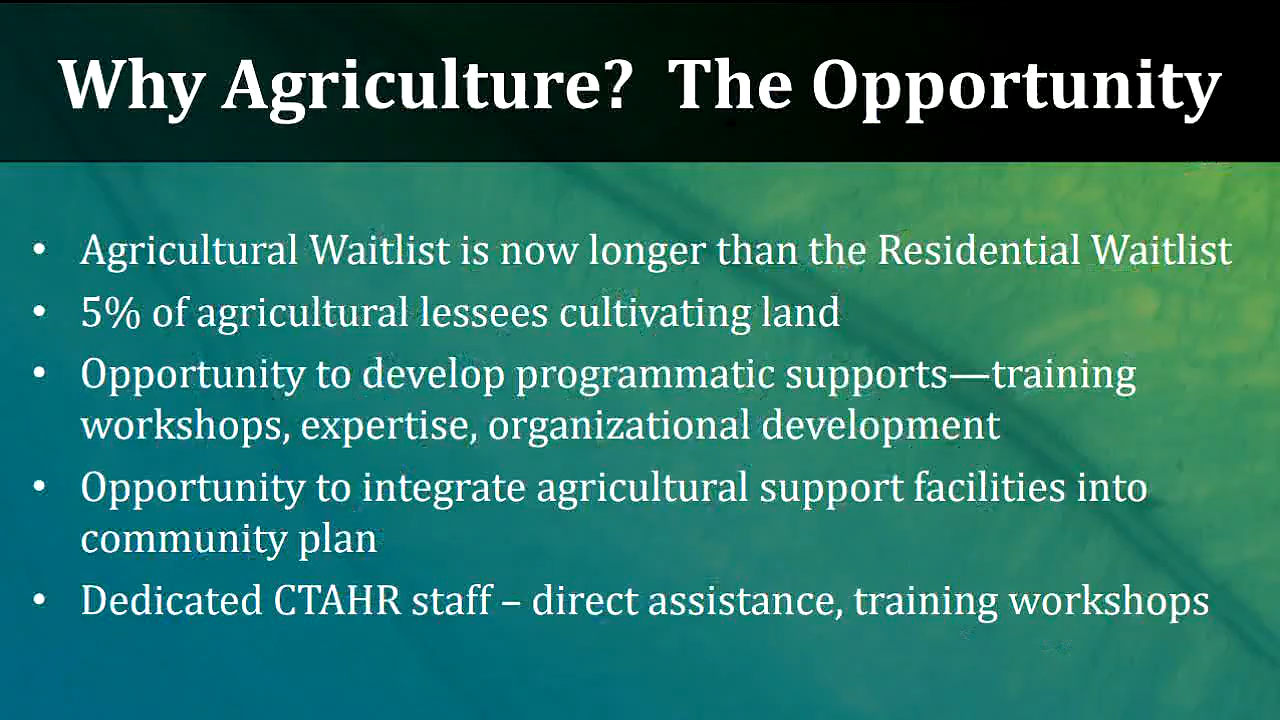 Why Agriculture? The Opportunity
• Agricultural Waitlist is now longer than the Residential Waitlist
• 5% of agricultural lessees cultivating land
• Opportunity to develop programmatic supports—training
workshops, expertise, organizational development
• Opportunity to integrate agricultural support facilities into
community plan
• Dedicated CTAHR staff – direct assistance, training workshops